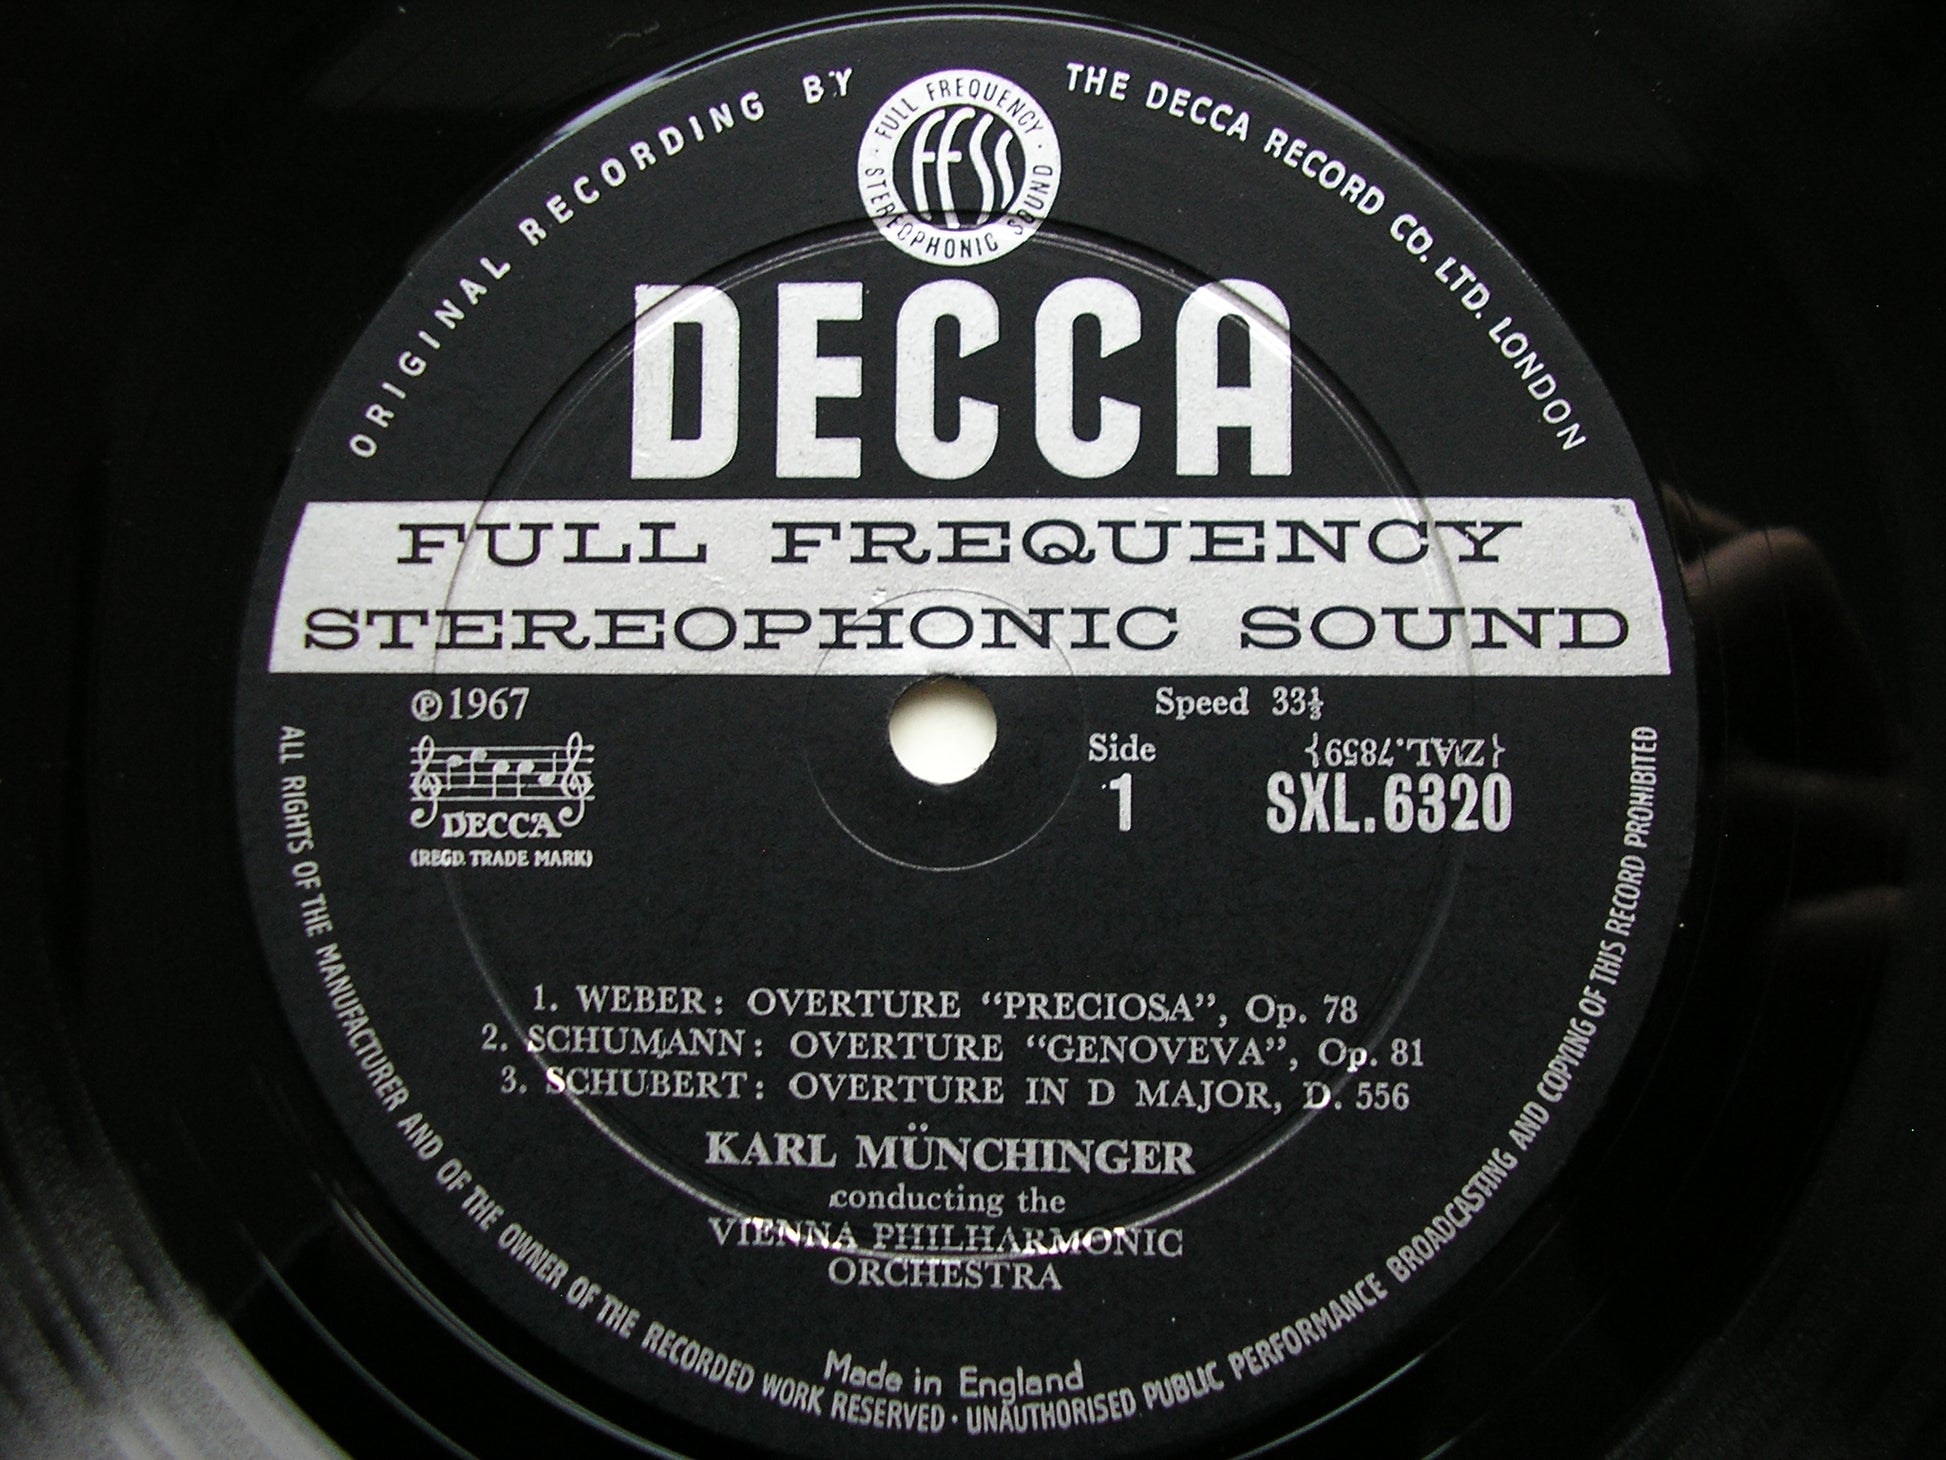 ORIGINAL RECORDING BY THE DECCA RECORD CO. LTD. LONDON
FULL FREQUENCY
FFSS
STEREOPHONIC SOUND
DECCA
FULL FREQUENCY
STEREOPHONIC SOUND
Ⓟ1967
Speed 33⅓
Side
{ZAL.7859}
1
SXL.6320
DECCA
(REGD. TRADE MARK)
1. WEBER: OVERTURE “PRECIOSA”, Op. 78
2. SCHUMANN: OVERTURE “GENOVEVA”, Op. 81
3. SCHUBERT: OVERTURE IN D MAJOR, D. 556
KARL MÜNCHINGER
conducting the
VIENNA PHILHARMONIC
ORCHESTRA
Made in England
ALL RIGHTS OF THE MANUFACTURER AND OF THE OWNER OF THE RECORDED WORK RESERVED · UNAUTHORISED PUBLIC PERFORMANCE BROADCASTING AND COPYING OF THIS RECORD PROHIBITED